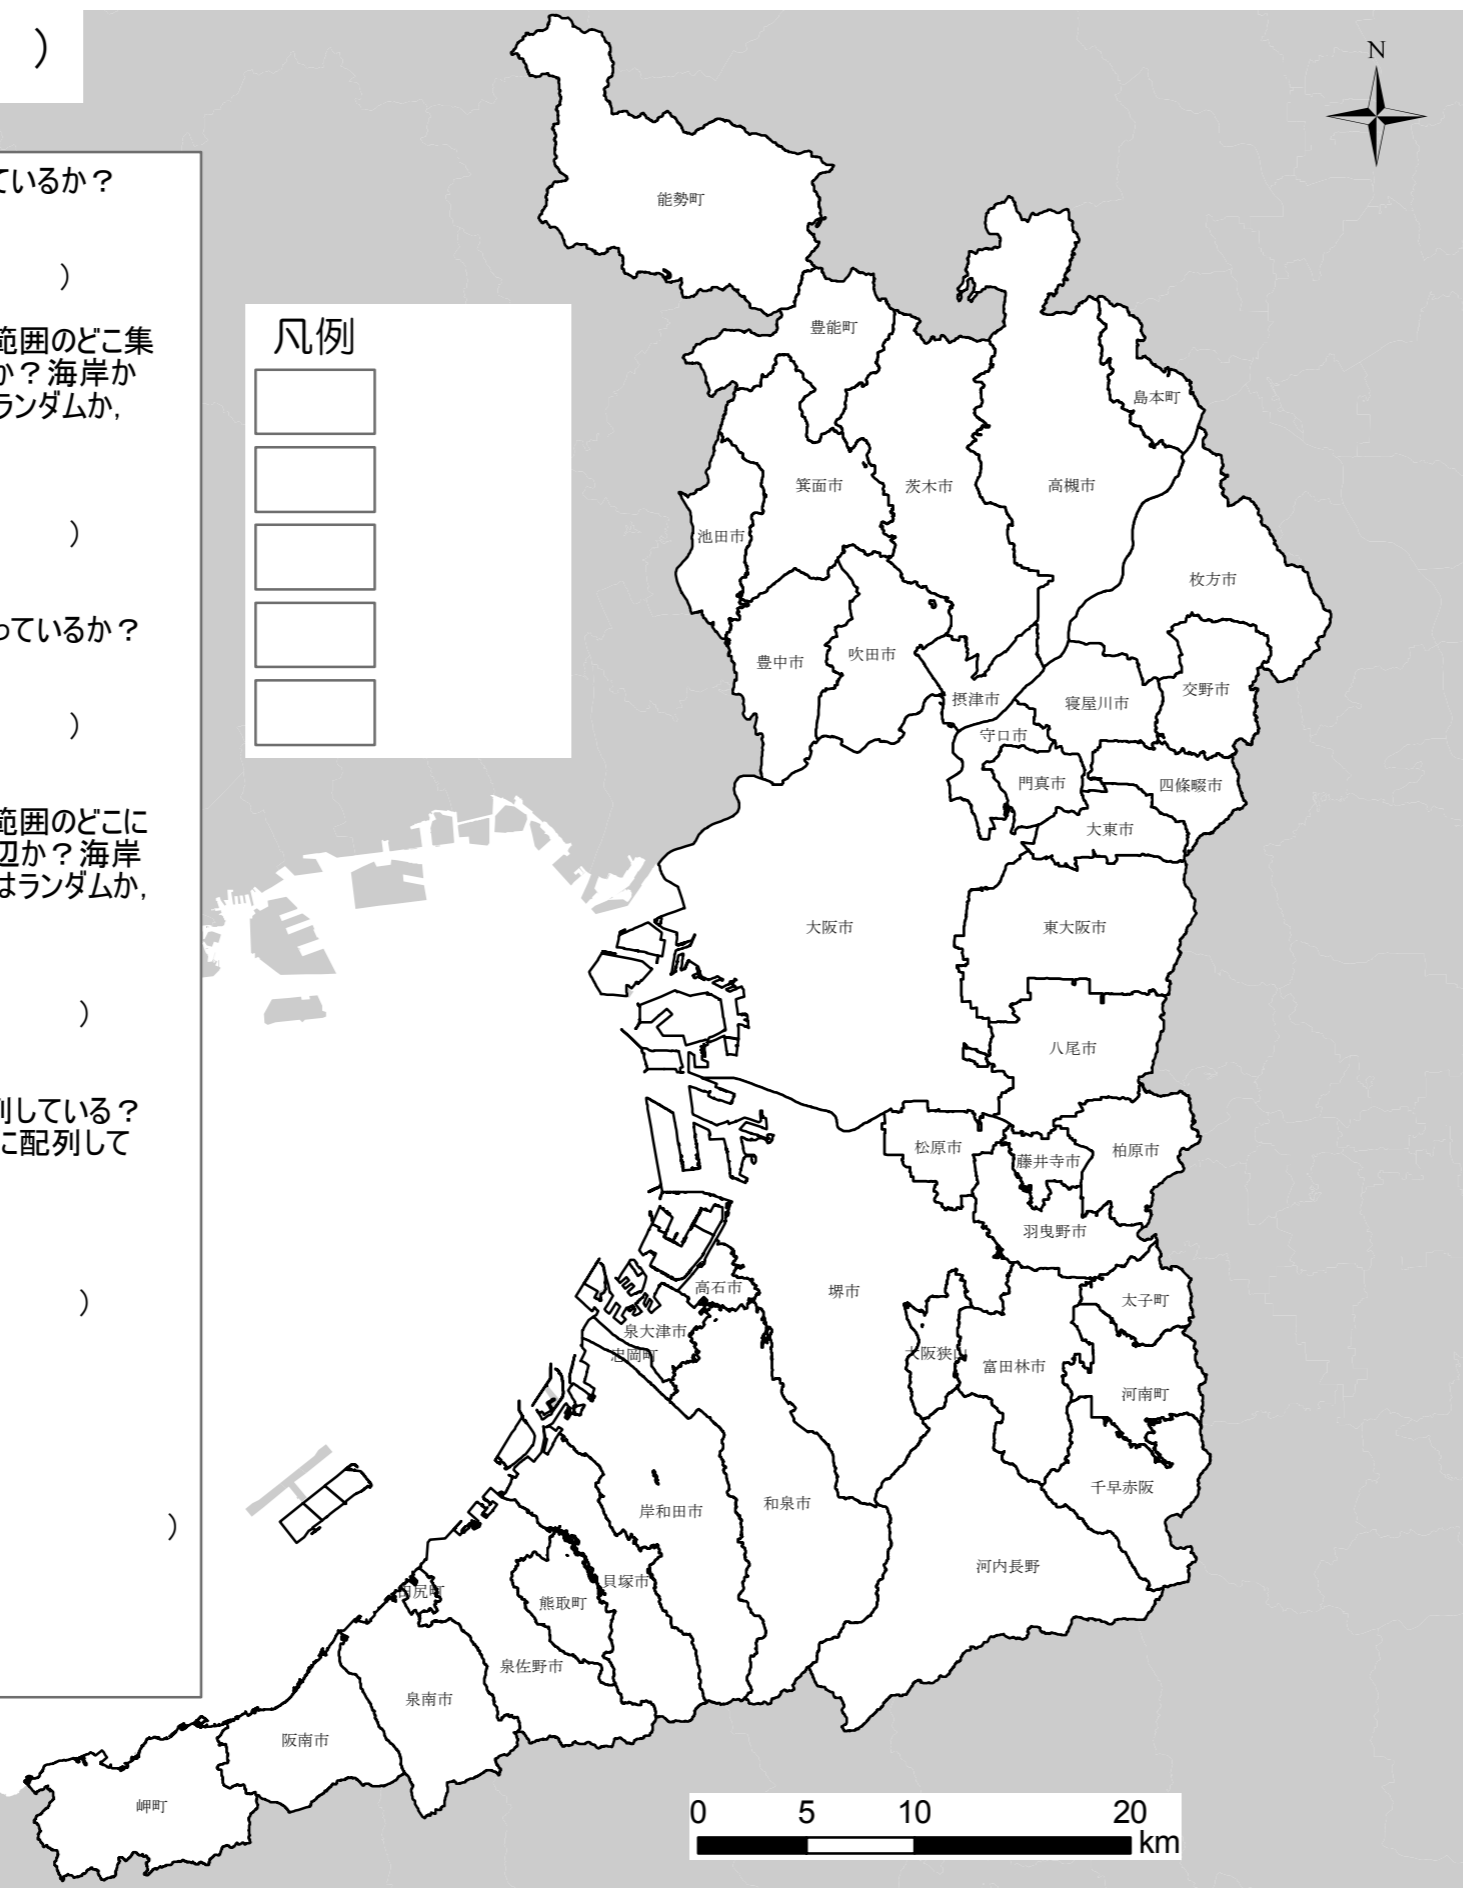 ）
ているか？
）
範囲のどこ集
か？海岸か
ランダムか，
）
っているか？
）
範囲のどこに
辺か？海岸
はランダムか，
）
列している？
に配列して
）
）
凡例
N
能勢町
豊能町
島本町
箕面市
茨木市
高槻市
池田市
枚方市
豊中市
吹田市
摂津市
寝屋川市
交野市
守口市
門真市
四條畷市
大東市
大阪市
東大阪市
八尾市
松原市
藤井寺市
柏原市
羽曳野市
高石市
堺市
太子町
泉大津市
忠岡町
大阪狭山
富田林市
河南町
千早赤阪
岸和田市
和泉市
河内長野
貝塚市
熊取町
田尻町
泉佐野市
泉南市
阪南市
岬町
0 5 10 20
km